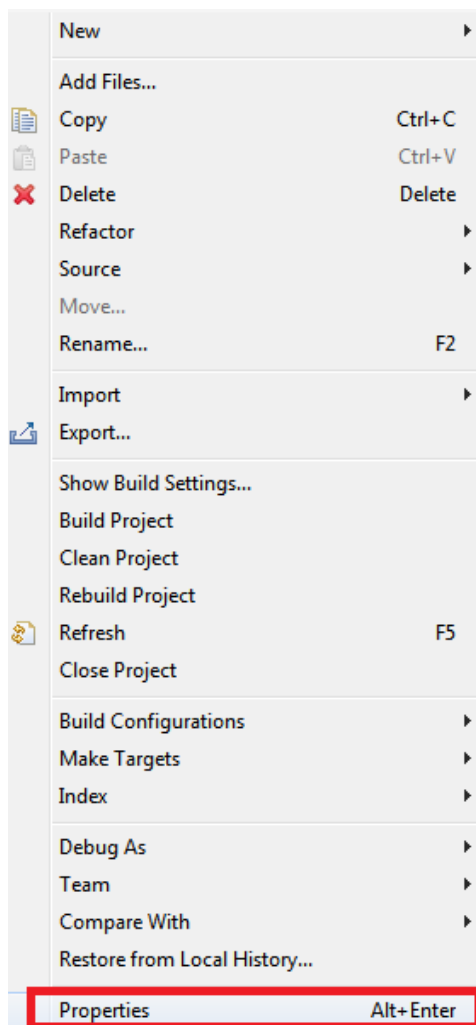 New
Add Files...
Copy Ctrl+C
Paste Ctrl+V
Delete Delete
Refactor
Source
Move...
Rename... F2
Import
Export...
Show Build Settings...
Build Project
Clean Project
Rebuild Project
Refresh F5
Close Project
Build Configurations
Make Targets
Index
Debug As
Team
Compare With
Restore from Local History...
Properties Alt+Enter